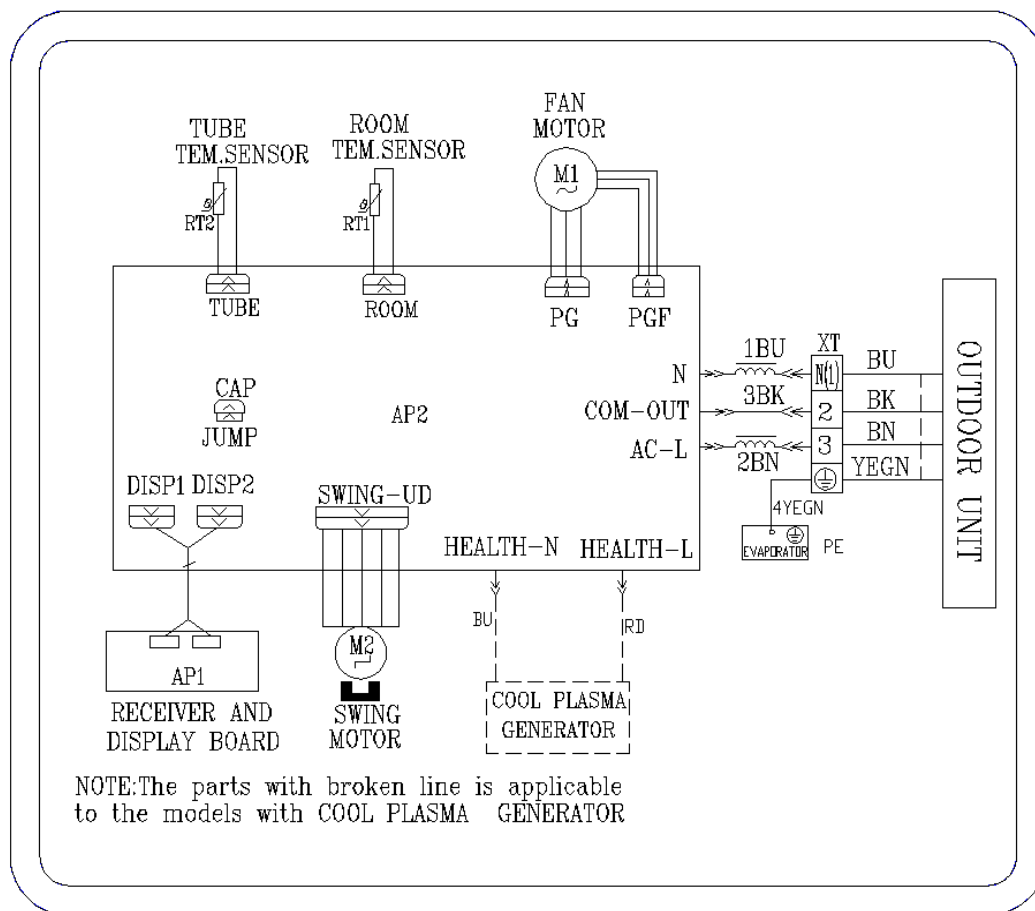 TUBE
TEM.SENSOR
ROOM
TEM.SENSOR
FAN
MOTOR
M1
RT2
RT1
TUBE
ROOM
PG
PGF
CAP
JUMP
AP2
N
COM-OUT
AC-L
1BU
3BK
2BN
XT
N(1)
2
3
BU
BK
BN
YEGN
OUTDOOR UNIT
4YEGN
EVAPORATOR
PE
DISP1
DISP2
SWING-UD
HEALTH-N
HEALTH-L
BU
RD
AP1
RECEIVER AND
DISPLAY BOARD
M2
SWING
MOTOR
COOL PLASMA
GENERATOR
NOTE:The parts with broken line is applicable
to the models with COOL PLASMA GENERATOR